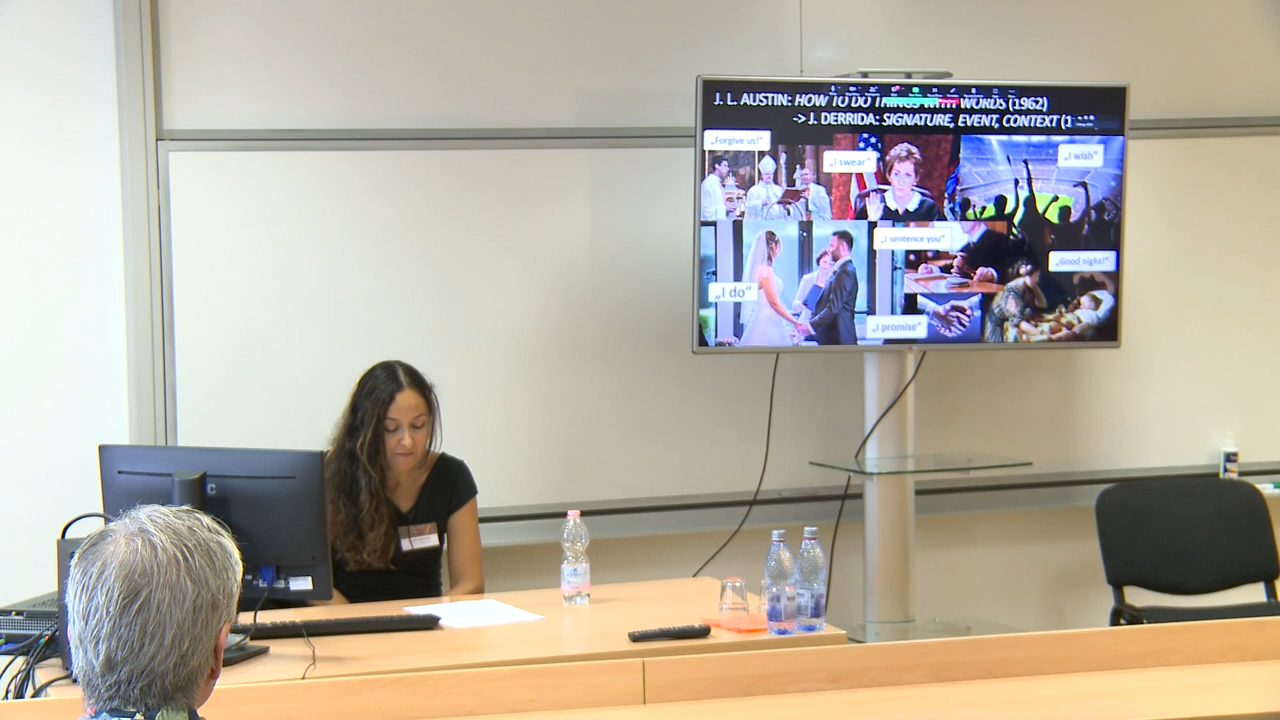 J. L. AUSTIN: HOW TO DO THINGS WITH WORDS (1962)
-> J. DERRIDA: SIGNATURE, EVENT, CONTEXT (1
„Forgive us!”
„I swear”
„I wish”
„I sentence you”
„Good night!”
„I do”
„I promise”